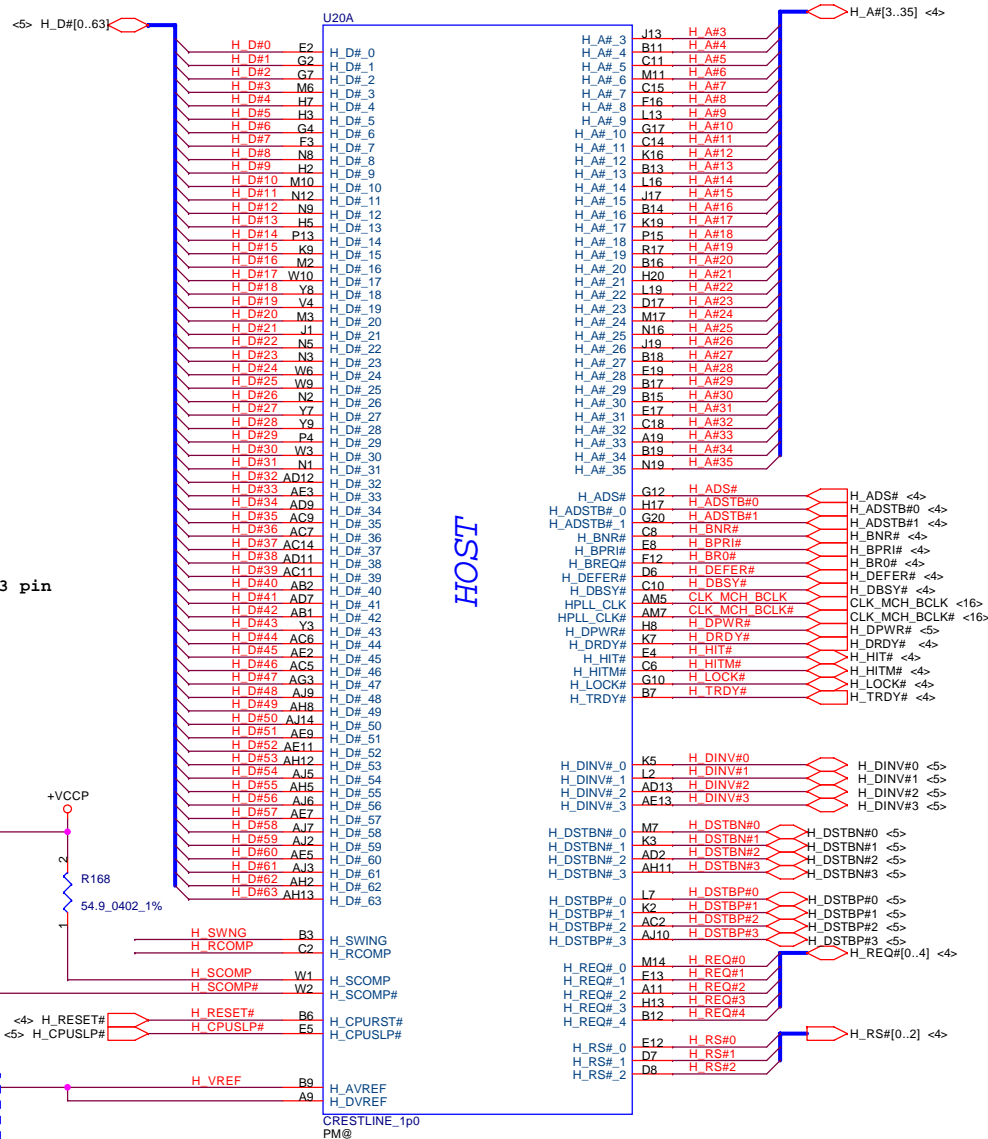 <5> H_D#[0..63]
U20A
H_D#0 E2 H_D#_0
H_D#1 G2 H_D#_1
H_D#2 G7 H_D#_2
H_D#3 M6 H_D#_3
H_D#4 H7 H_D#_4
H_D#5 H3 H_D#_5
H_D#6 G4 H_D#_6
H_D#7 F3 H_D#_7
H_D#8 N8 H_D#_8
H_D#9 H2 H_D#_9
H_D#10 M10 H_D#_10
H_D#11 N12 H_D#_11
H_D#12 N9 H_D#_12
H_D#13 H5 H_D#_13
H_D#14 P13 H_D#_14
H_D#15 K9 H_D#_15
H_D#16 M2 H_D#_16
H_D#17 W10 H_D#_17
H_D#18 Y8 H_D#_18
H_D#19 V4 H_D#_19
H_D#20 M3 H_D#_20
H_D#21 J1 H_D#_21
H_D#22 N5 H_D#_22
H_D#23 N3 H_D#_23
H_D#24 W6 H_D#_24
H_D#25 W9 H_D#_25
H_D#26 N2 H_D#_26
H_D#27 Y7 H_D#_27
H_D#28 Y9 H_D#_28
H_D#29 P4 H_D#_29
H_D#30 W3 H_D#_30
H_D#31 N1 H_D#_31
H_D#32 AD12 H_D#_32
H_D#33 AE3 H_D#_33
H_D#34 AD9 H_D#_34
H_D#35 AC9 H_D#_35
H_D#36 AC7 H_D#_36
H_D#37 AC14 H_D#_37
H_D#38 AD11 H_D#_38
H_D#39 AC11 H_D#_39
H_D#40 AB2 H_D#_40
H_D#41 AD7 H_D#_41
H_D#42 AB1 H_D#_42
H_D#43 Y3 H_D#_43
H_D#44 AC6 H_D#_44
H_D#45 AE2 H_D#_45
H_D#46 AC5 H_D#_46
H_D#47 AG3 H_D#_47
H_D#48 AJ9 H_D#_48
H_D#49 AH8 H_D#_49
H_D#50 AJ14 H_D#_50
H_D#51 AE9 H_D#_51
H_D#52 AE11 H_D#_52
H_D#53 AH12 H_D#_53
H_D#54 AJ5 H_D#_54
H_D#55 AH5 H_D#_55
H_D#56 AJ6 H_D#_56
H_D#57 AE7 H_D#_57
H_D#58 AJ7 H_D#_58
H_D#59 AJ2 H_D#_59
H_D#60 AE5 H_D#_60
H_D#61 AJ3 H_D#_61
H_D#62 AH2 H_D#_62
H_D#63 AH13 H_D#_63
3 pin
+VCCP
2
R168
54.9_0402_1%
1
H_SWNG B3 H_SWING
H_RCOMP C2 H_RCOMP
H_SCOMP W1 H_SCOMP
H_SCOMP# W2 H_SCOMP#
<4> H_RESET# H_RESET# B6 H_CPURST#
<5> H_CPUSLP# H_CPUSLP# E5 H_CPUSLP#
H_VREF B9 H_AVREF
A9 H_DVREF
CRESTLINE_1p0
PM@
HOST
H_A#[3..35] <4>
H_A#_3 J13 H_A#3
H_A#_4 B11 H_A#4
H_A#_5 C11 H_A#5
H_A#_6 M11 H_A#6
H_A#_7 C15 H_A#7
H_A#_8 F16 H_A#8
H_A#_9 L13 H_A#9
H_A#_10 G17 H_A#10
H_A#_11 C14 H_A#11
H_A#_12 K16 H_A#12
H_A#_13 B13 H_A#13
H_A#_14 L16 H_A#14
H_A#_15 J17 H_A#15
H_A#_16 B14 H_A#16
H_A#_17 K19 H_A#17
H_A#_18 P15 H_A#18
H_A#_19 R17 H_A#19
H_A#_20 B16 H_A#20
H_A#_21 H20 H_A#21
H_A#_22 L19 H_A#22
H_A#_23 D17 H_A#23
H_A#_24 M17 H_A#24
H_A#_25 N16 H_A#25
H_A#_26 J19 H_A#26
H_A#_27 B18 H_A#27
H_A#_28 E19 H_A#28
H_A#_29 B17 H_A#29
H_A#_30 B15 H_A#30
H_A#_31 E17 H_A#31
H_A#_32 C18 H_A#32
H_A#_33 A19 H_A#33
H_A#_34 B19 H_A#34
H_A#_35 N19 H_A#35
H_ADS# G12 H_ADS# H_ADS# <4>
H_ADSTB#_0 H17 H_ADSTB#0 H_ADSTB#0 <4>
H_ADSTB#_1 G20 H_ADSTB#1 H_ADSTB#1 <4>
H_BNR# C8 H_BNR# H_BNR# <4>
H_BPRI# E8 H_BPRI# H_BPRI# <4>
H_BREQ# F12 H_BR0# H_BR0# <4>
H_DEFER# D6 H_DEFER# H_DEFER# <4>
H_DBSY# C10 H_DBSY# H_DBSY# <4>
HPLL_CLK AM5 CLK_MCH_BCLK CLK_MCH_BCLK <16>
HPLL_CLK# AM7 CLK_MCH_BCLK# CLK_MCH_BCLK# <16>
H_DPWR# H8 H_DPWR# H_DPWR# <5>
H_DRDY# K7 H_DRDY# H_DRDY# <4>
H_HIT# E4 H_HIT# H_HIT# <4>
H_HITM# C6 H_HITM# H_HITM# <4>
H_LOCK# G10 H_LOCK# H_LOCK# <4>
H_TRDY# B7 H_TRDY# H_TRDY# <4>
H_DINV#_0 K5 H_DINV#0 H_DINV#0 <5>
H_DINV#_1 L2 H_DINV#1 H_DINV#1 <5>
H_DINV#_2 AD13 H_DINV#2 H_DINV#2 <5>
H_DINV#_3 AE13 H_DINV#3 H_DINV#3 <5>
H_DSTBN#_0 M7 H_DSTBN#0 H_DSTBN#0 <5>
H_DSTBN#_1 K3 H_DSTBN#1 H_DSTBN#1 <5>
H_DSTBN#_2 AD2 H_DSTBN#2 H_DSTBN#2 <5>
H_DSTBN#_3 AH11 H_DSTBN#3 H_DSTBN#3 <5>
H_DSTBP#_0 L7 H_DSTBP#0 H_DSTBP#0 <5>
H_DSTBP#_1 K2 H_DSTBP#1 H_DSTBP#1 <5>
H_DSTBP#_2 AC2 H_DSTBP#2 H_DSTBP#2 <5>
H_DSTBP#_3 AJ10 H_DSTBP#3 H_DSTBP#3 <5>
H_REQ#[0..4] <4>
H_REQ#_0 M14 H_REQ#0
H_REQ#_1 E13 H_REQ#1
H_REQ#_2 A11 H_REQ#2
H_REQ#_3 H13 H_REQ#3
H_REQ#_4 B12 H_REQ#4
H_RS#[0..2] <4>
H_RS#_0 E12 H_RS#0
H_RS#_1 D7 H_RS#1
H_RS#_2 D8 H_RS#2